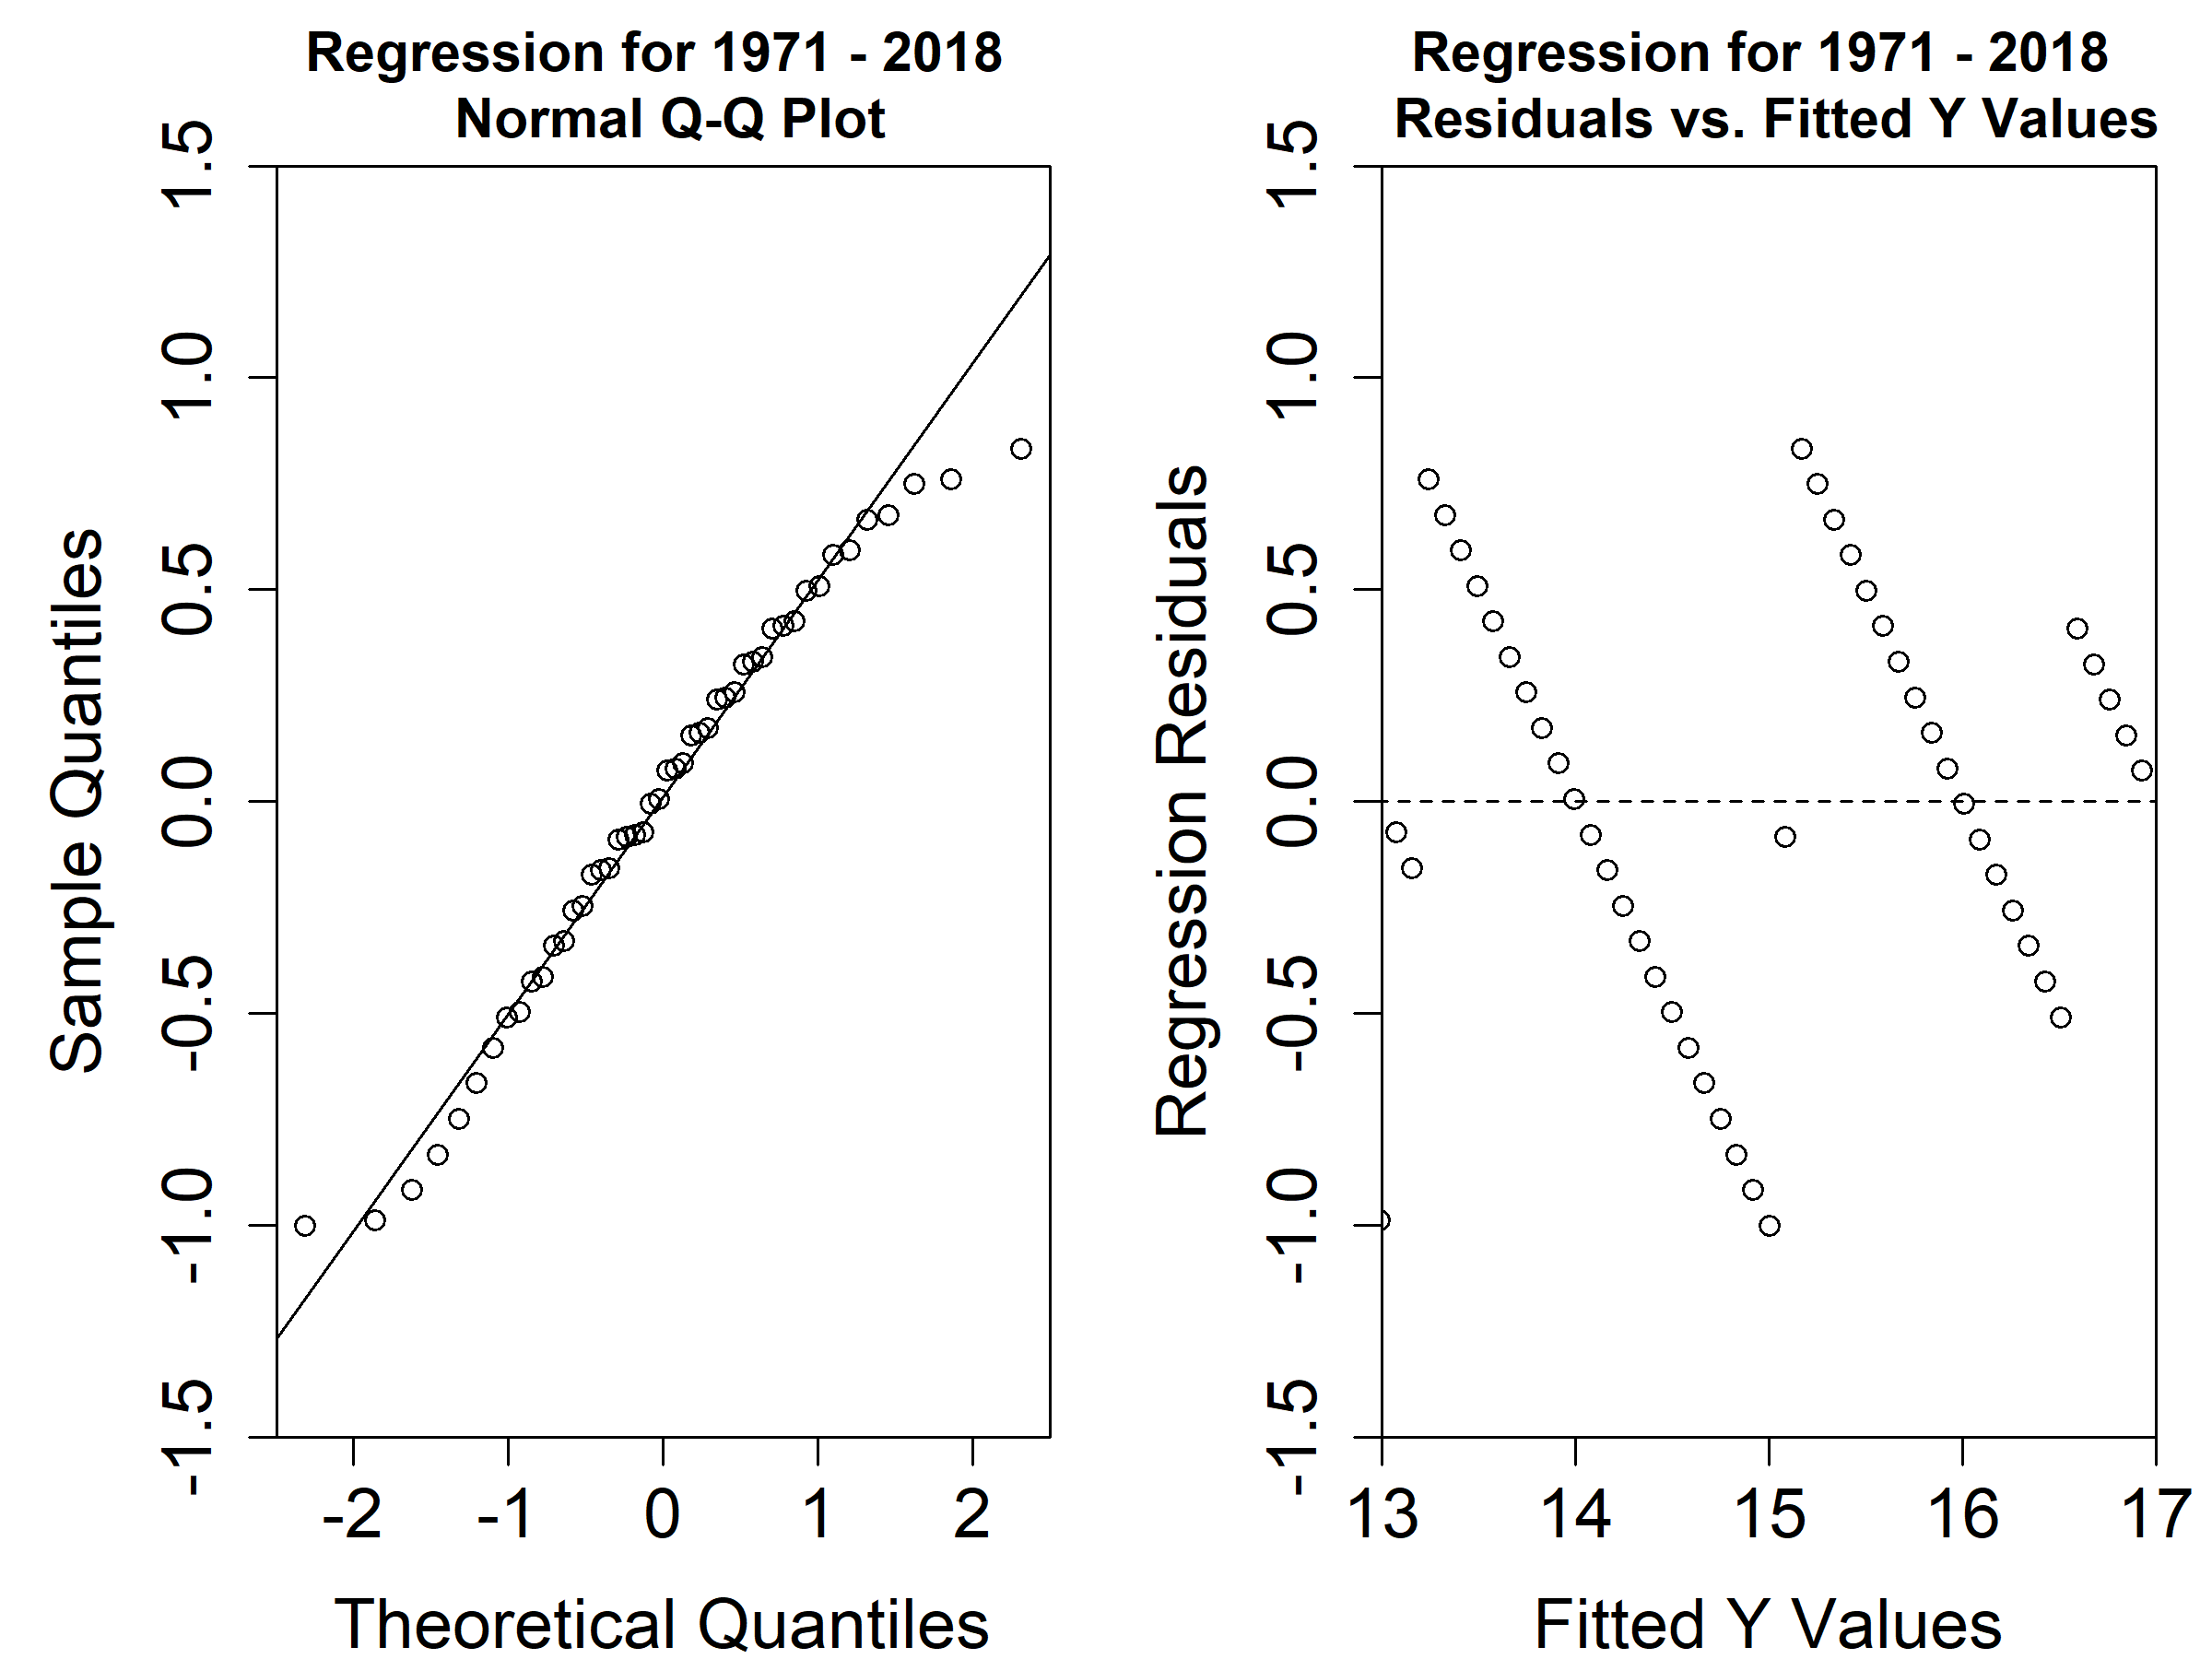 Regression for 1971 - 2018
Normal Q-Q Plot
1.5
1.0
0.5
0.0
-0.5
-1.0
-1.5
Sample Quantiles
-2 -1 0 1 2
Theoretical Quantiles
Regression for 1971 - 2018
Residuals vs. Fitted Y Values
1.5
1.0
0.5
0.0
-0.5
-1.0
-1.5
Regression Residuals
13 14 15 16 17
Fitted Y Values